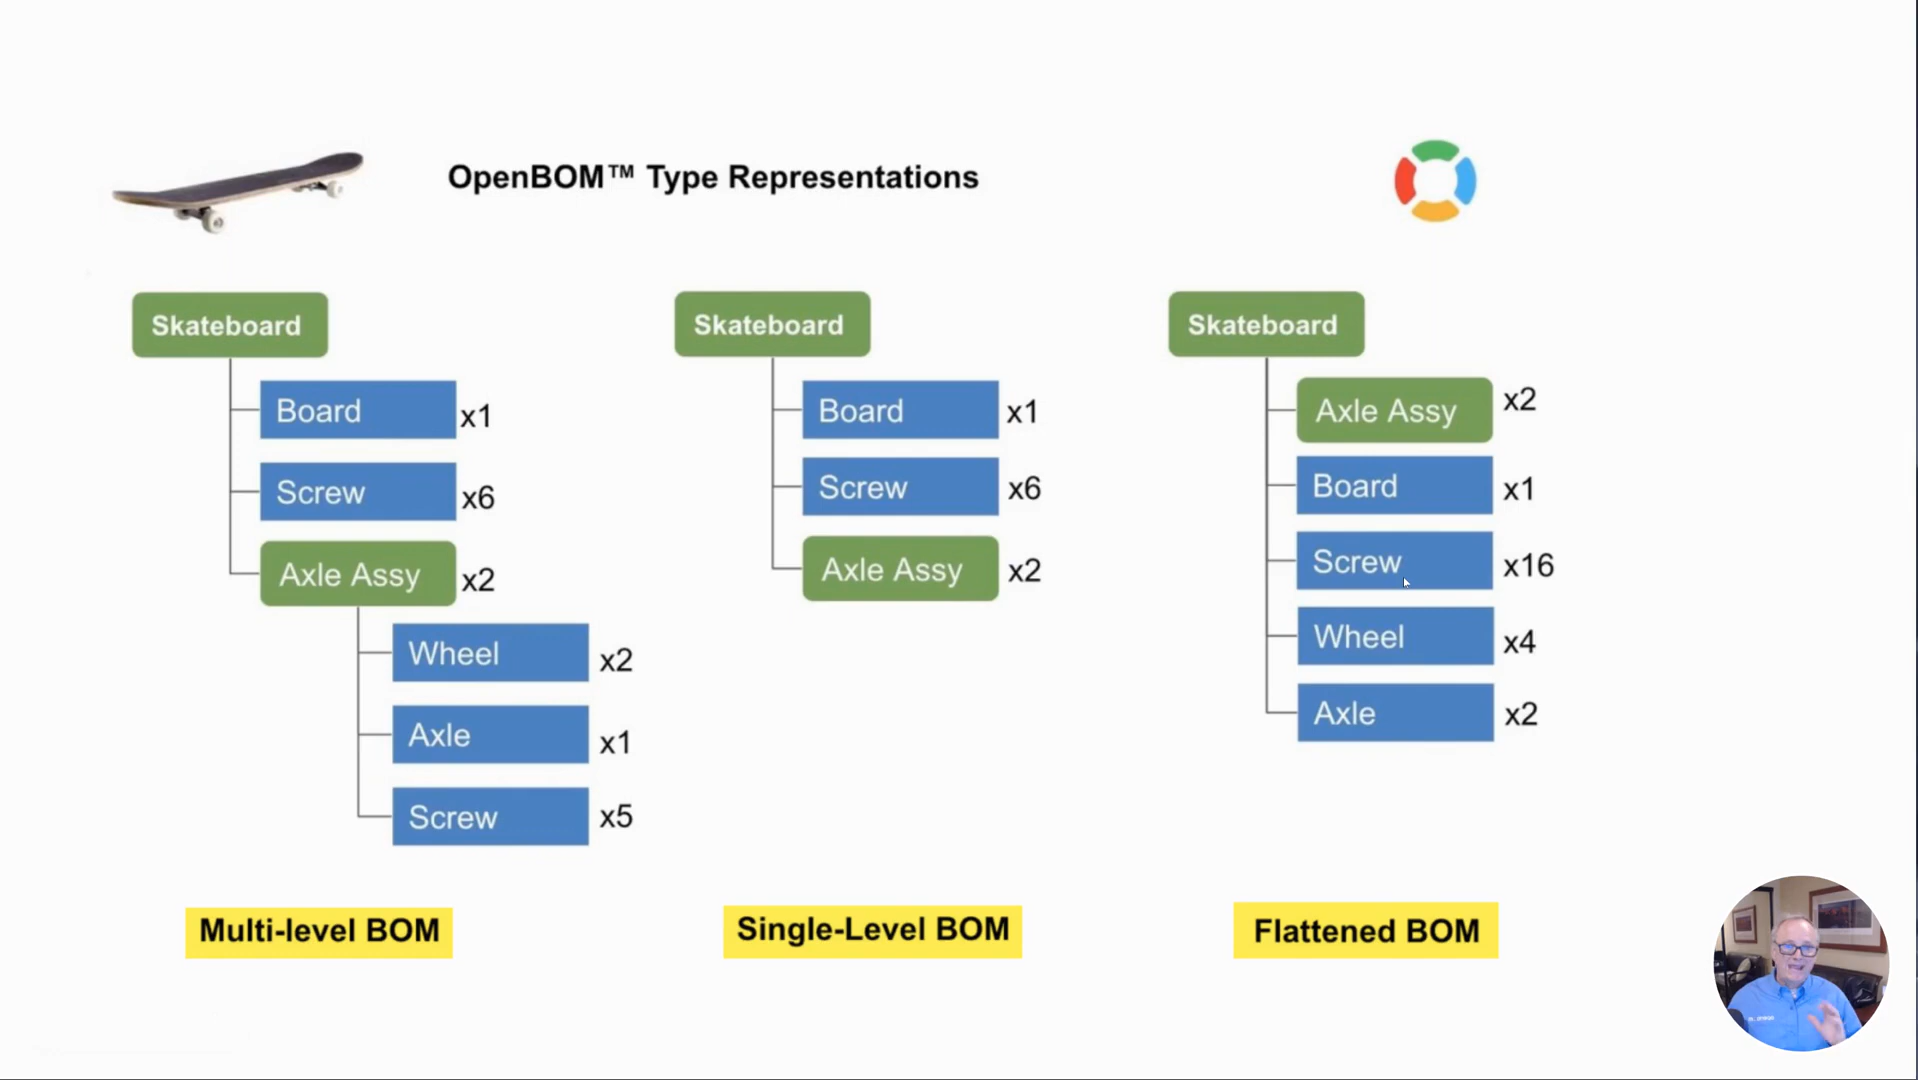 OpenBOM™ Type Representations
Skateboard
Board x1
Screw x6
Axle Assy x2
Wheel x2
Axle x1
Screw x5
Multi-level BOM
Skateboard
Board x1
Screw x6
Axle Assy x2
Single-Level BOM
Skateboard
Axle Assy x2
Board x1
Screw x16
Wheel x4
Axle x2
Flattened BOM